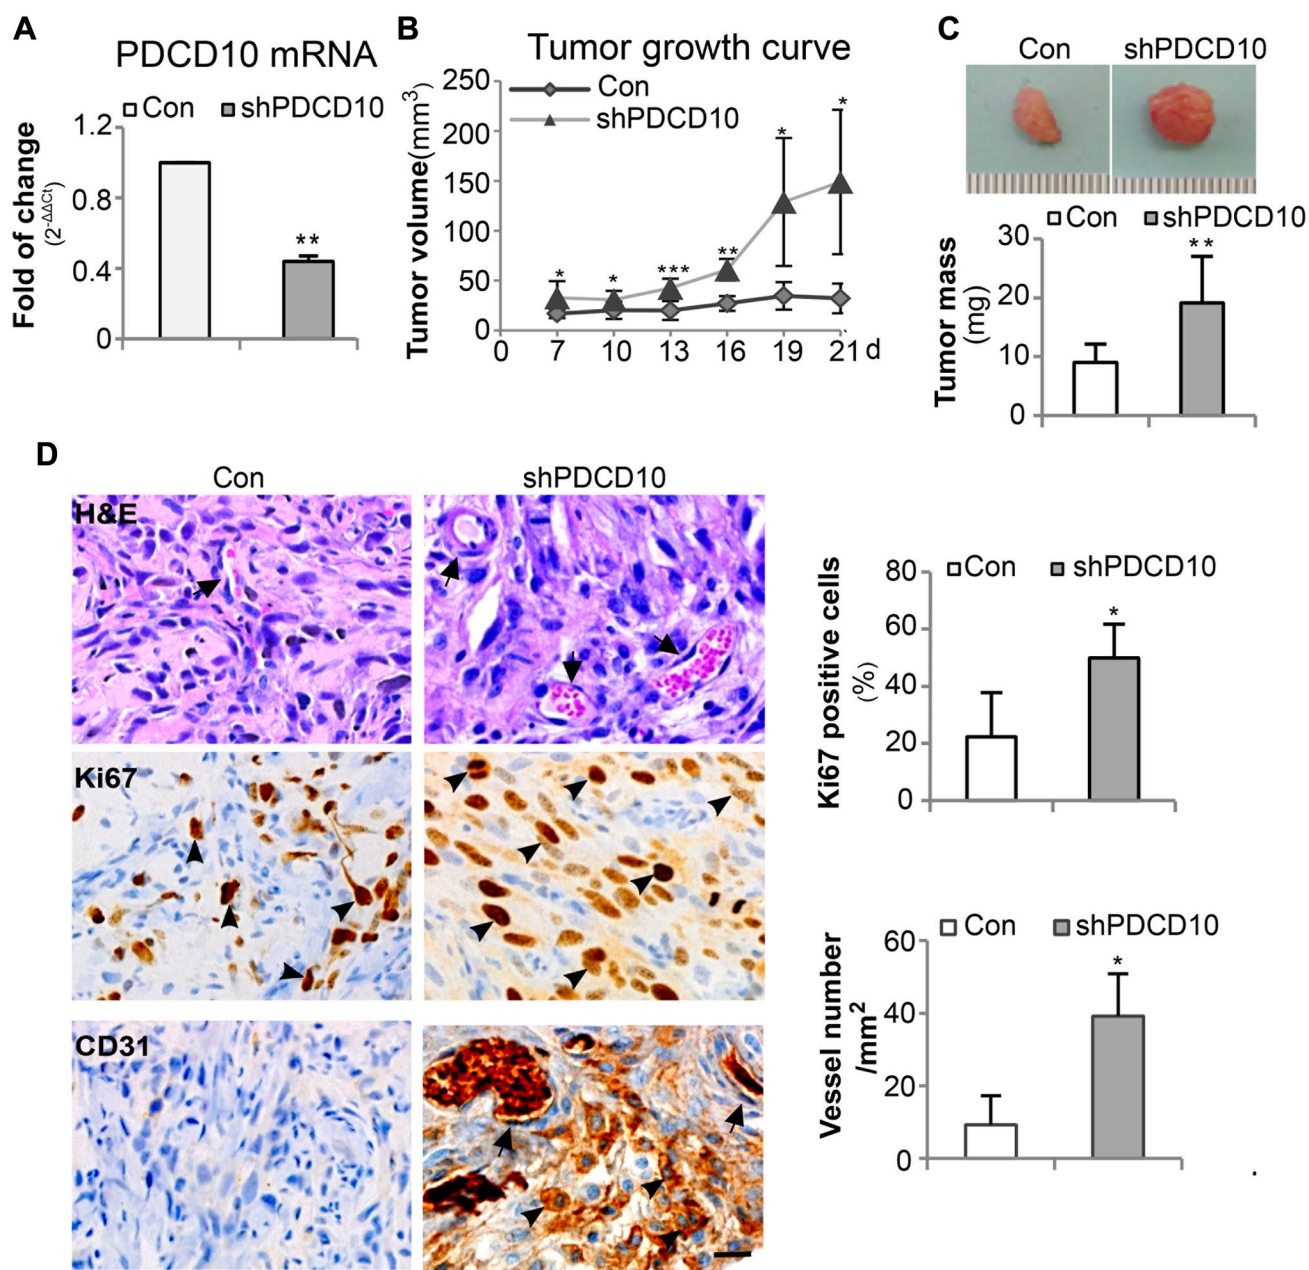 A
PDCD10 mRNA
Con shPDCD10
Fold of change
(2-ΔΔCt)
1.2
0.8
0.4
0
**
B
Tumor growth curve
Con
shPDCD10
Tumor volume(mm3)
250
200
150
100
50
0
* * *** ** * *
0 7 10 13 16 19 21 d
C
Con shPDCD10
Con shPDCD10
Tumor mass
(mg)
30
20
10
0
**
D
Con shPDCD10
H&E
Ki67
CD31
Con shPDCD10
Ki67 positive cells
(%)
80
60
40
20
0
*
Con shPDCD10
Vessel number
/mm2
60
40
20
0
*